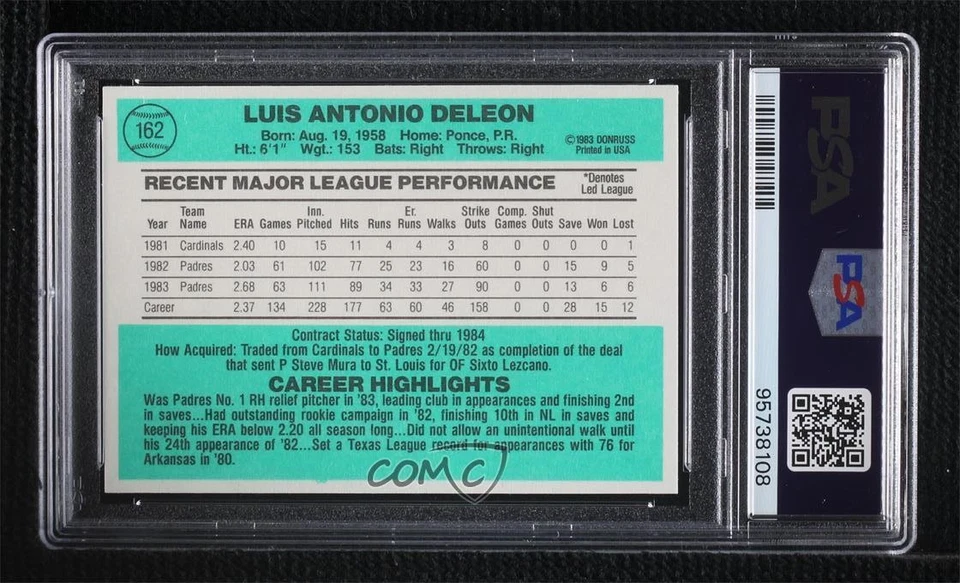 162
LUIS ANTONIO DELEON
Born: Aug. 19, 1958 Home: Ponce, P.R.
Ht.: 6'1" Wgt.: 153 Bats: Right Throws: Right
©1983 DONRUSS
Printed in USA
RECENT MAJOR LEAGUE PERFORMANCE
*Denotes
Led League
Year Team Name ERA Games Inn. Pitched Hits Runs Er. Runs Walks Strike Outs Comp. Games Shut Outs Save Won Lost
1981 Cardinals 2.40 10 15 11 4 4 3 8 0 0 0 0 1
1982 Padres 2.03 61 102 77 25 23 16 60 0 0 15 9 5
1983 Padres 2.68 63 111 89 34 33 27 90 0 0 13 6 6
Career 2.37 134 228 177 63 60 46 158 0 0 28 15 12
Contract Status: Signed thru 1984
How Acquired: Traded from Cardinals to Padres 2/19/82 as completion of the deal
that sent P Steve Mura to St. Louis for OF Sixto Lezcano.
CAREER HIGHLIGHTS
Was Padres No. 1 RH relief pitcher in '83, leading club in appearances and finishing 2nd
in saves...Had outstanding rookie campaign in '82, finishing 10th in NL in saves and
keeping his ERA below 2.20 all season long...Did not allow an unintentional walk until
his 24th appearance of '82...Set a Texas League record for appearances with 76 for
Arkansas in '80.
COMC
PSA
PSA
95738108